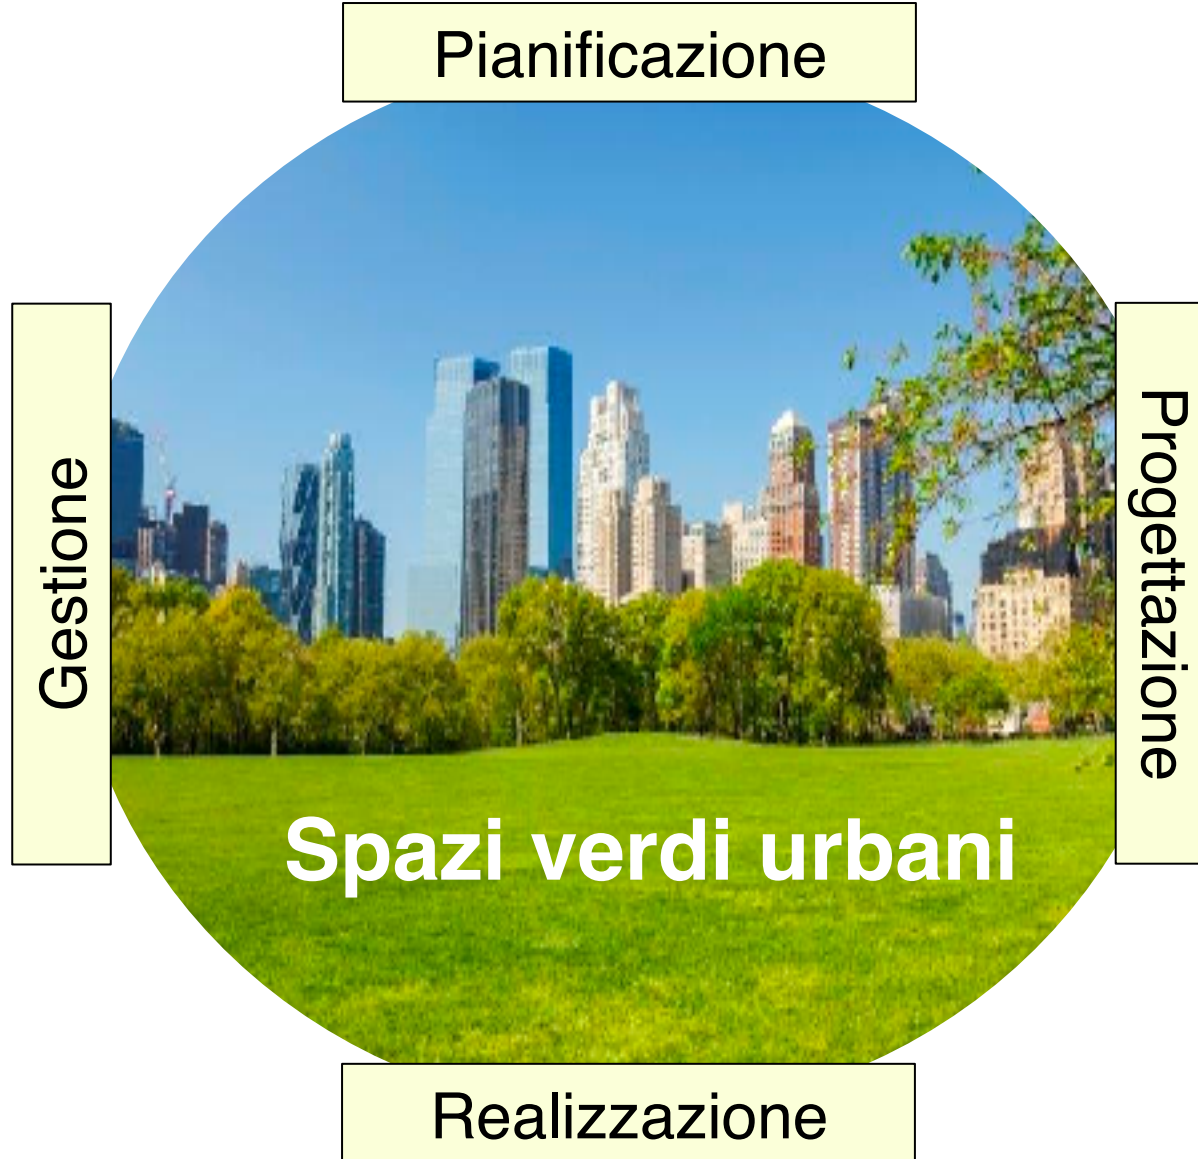 Pianificazione
Gestione
Progettazione
Spazi verdi urbani
Realizzazione